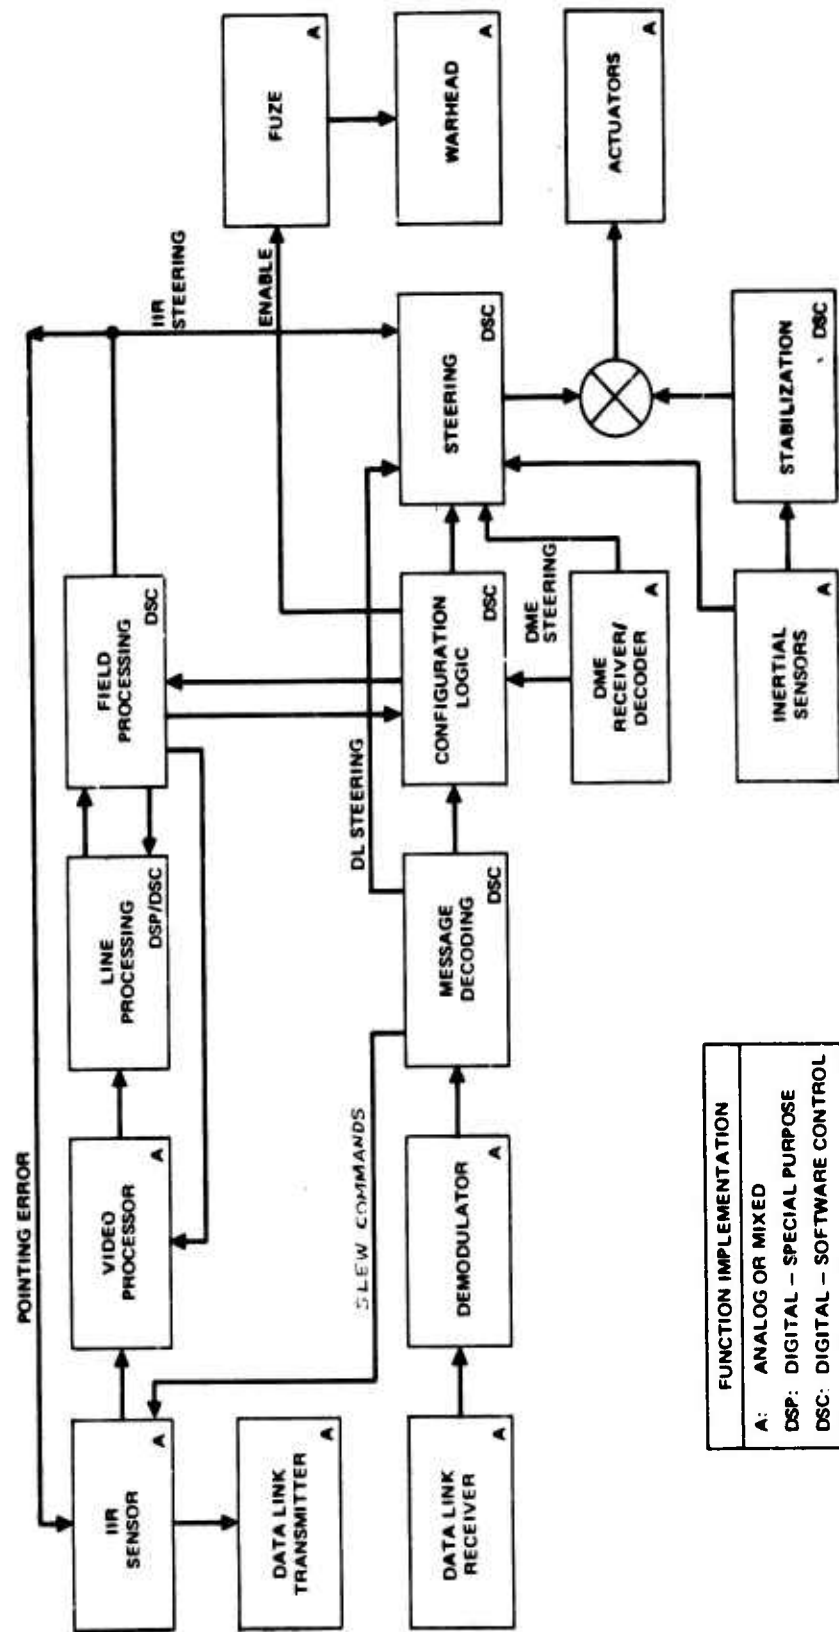 POINTING ERROR
IIR
SENSOR
A
VIDEO
PROCESSOR
A
LINE
PROCESSING
DSP/DSC
FIELD
PROCESSING
DSC
IIR
STEERING
ENABLE
FUZE
A
DATA LINK
TRANSMITTER
A
SLEW COMMANDS
DL STEERING
WARHEAD
A
DATA LINK
RECEIVER
A
DEMODULATOR
A
MESSAGE
DECODING
DSC
CONFIGURATION
LOGIC
DSC
STEERING
DSC
DME
STEERING
DME
RECEIVER/
DECODER
A
ACTUATORS
A
INERTIAL
SENSORS
A
STABILIZATION
DSC
FUNCTION IMPLEMENTATION
A: ANALOG OR MIXED
DSP: DIGITAL – SPECIAL PURPOSE
DSC: DIGITAL – SOFTWARE CONTROL